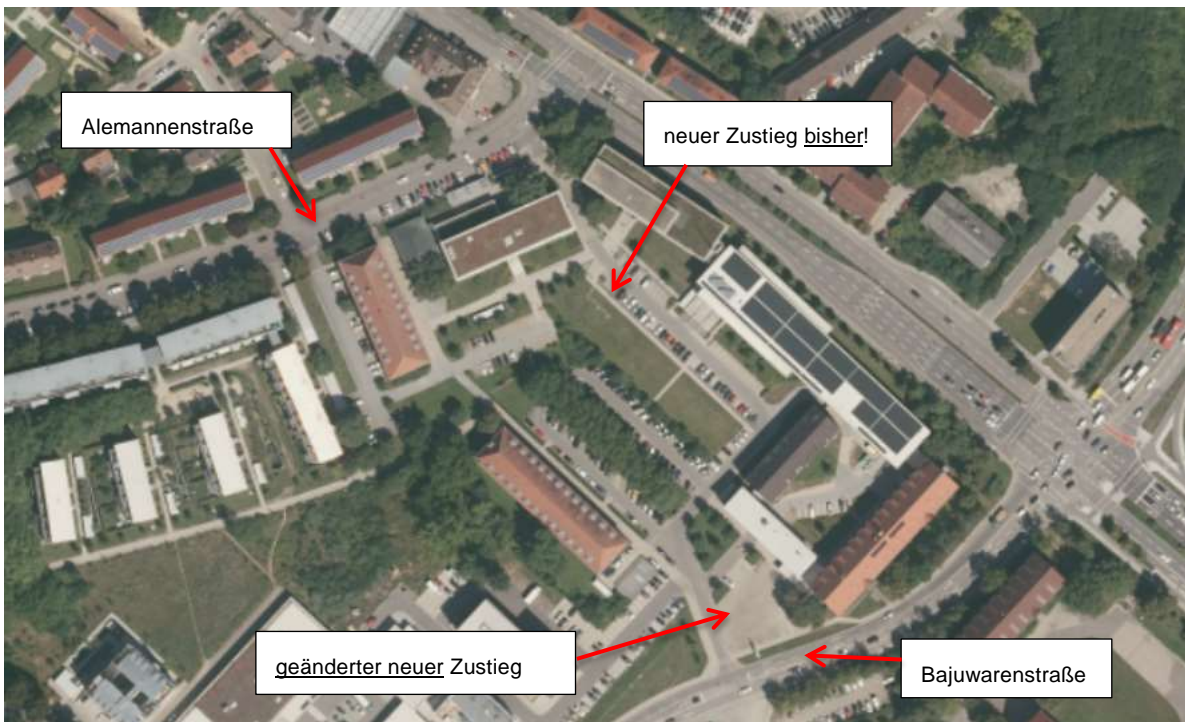 Alemannenstraße
neuer Zustieg bisher!
geänderter neuer Zustieg
Bajuwarenstraße